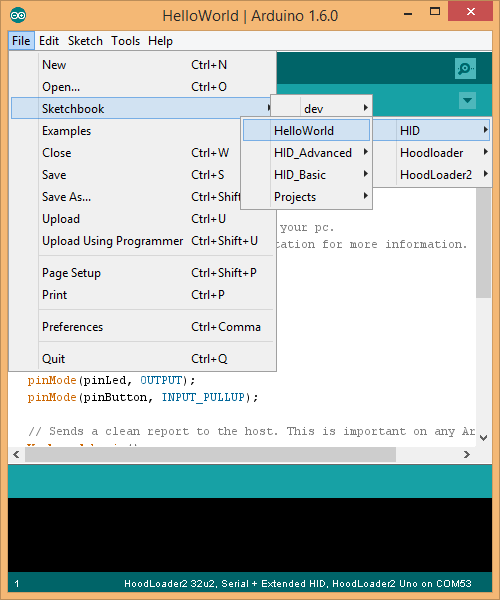 HelloWorld | Arduino 1.6.0
File Edit Sketch Tools Help
New Ctrl+N
Open... Ctrl+O
Sketchbook
dev
Examples
HelloWorld
HID
Close Ctrl+W
HID_Advanced
Hoodloader
Save Ctrl+S
HID_Basic
HoodLoader2
Save As... Ctrl+Shift
Projects
Upload Ctrl+U
your pc.
Upload Using Programmer Ctrl+Shift+U
tation for more information.
Page Setup Ctrl+Shift+P
Print Ctrl+P
Preferences Ctrl+Comma
Quit Ctrl+Q
pinMode(pinLed, OUTPUT);
pinMode(pinButton, INPUT_PULLUP);
// Sends a clean report to the host. This is important on any Ar
1 HoodLoader2 32u2, Serial + Extended HID, HoodLoader2 Uno on COM53